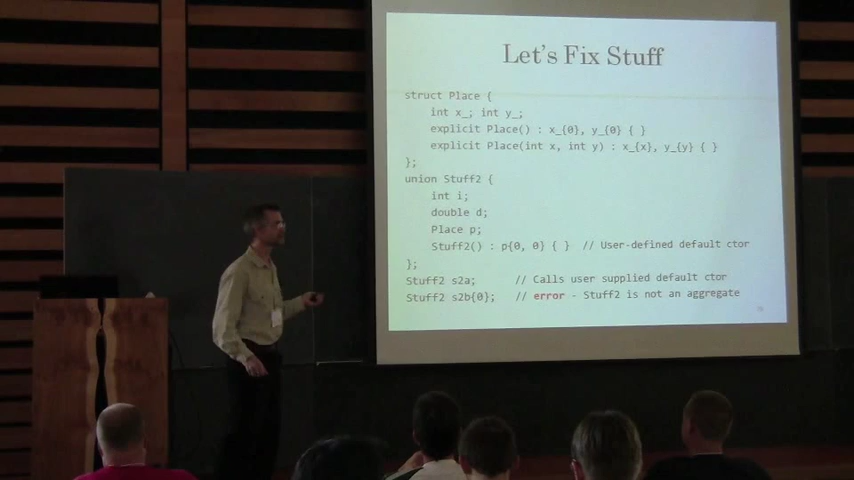 Let's Fix Stuff
struct Place {
int x_; int y_;
explicit Place() : x_{0}, y_{0} { }
explicit Place(int x, int y) : x_{x}, y_{y} { }
};
union Stuff2 {
int i;
double d;
Place p;
Stuff2() : p{0, 0} { } // User-defined default ctor
};
Stuff2 s2a; // Calls user supplied default ctor
Stuff2 s2b{0}; // error - Stuff2 is not an aggregate